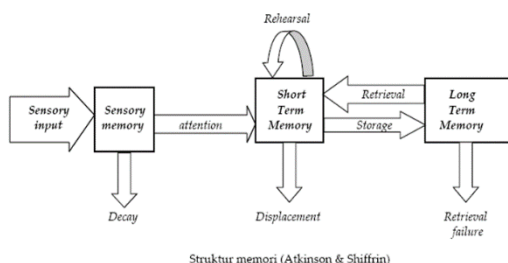 Rehearsal
Sensory
input
Sensory
memory
attention
Short
Term
Memory
Retrieval
Storage
Long
Term
Memory
Decay
Displacement
Retrieval
failure
Struktur memori (Atkinson & Shiffrin)